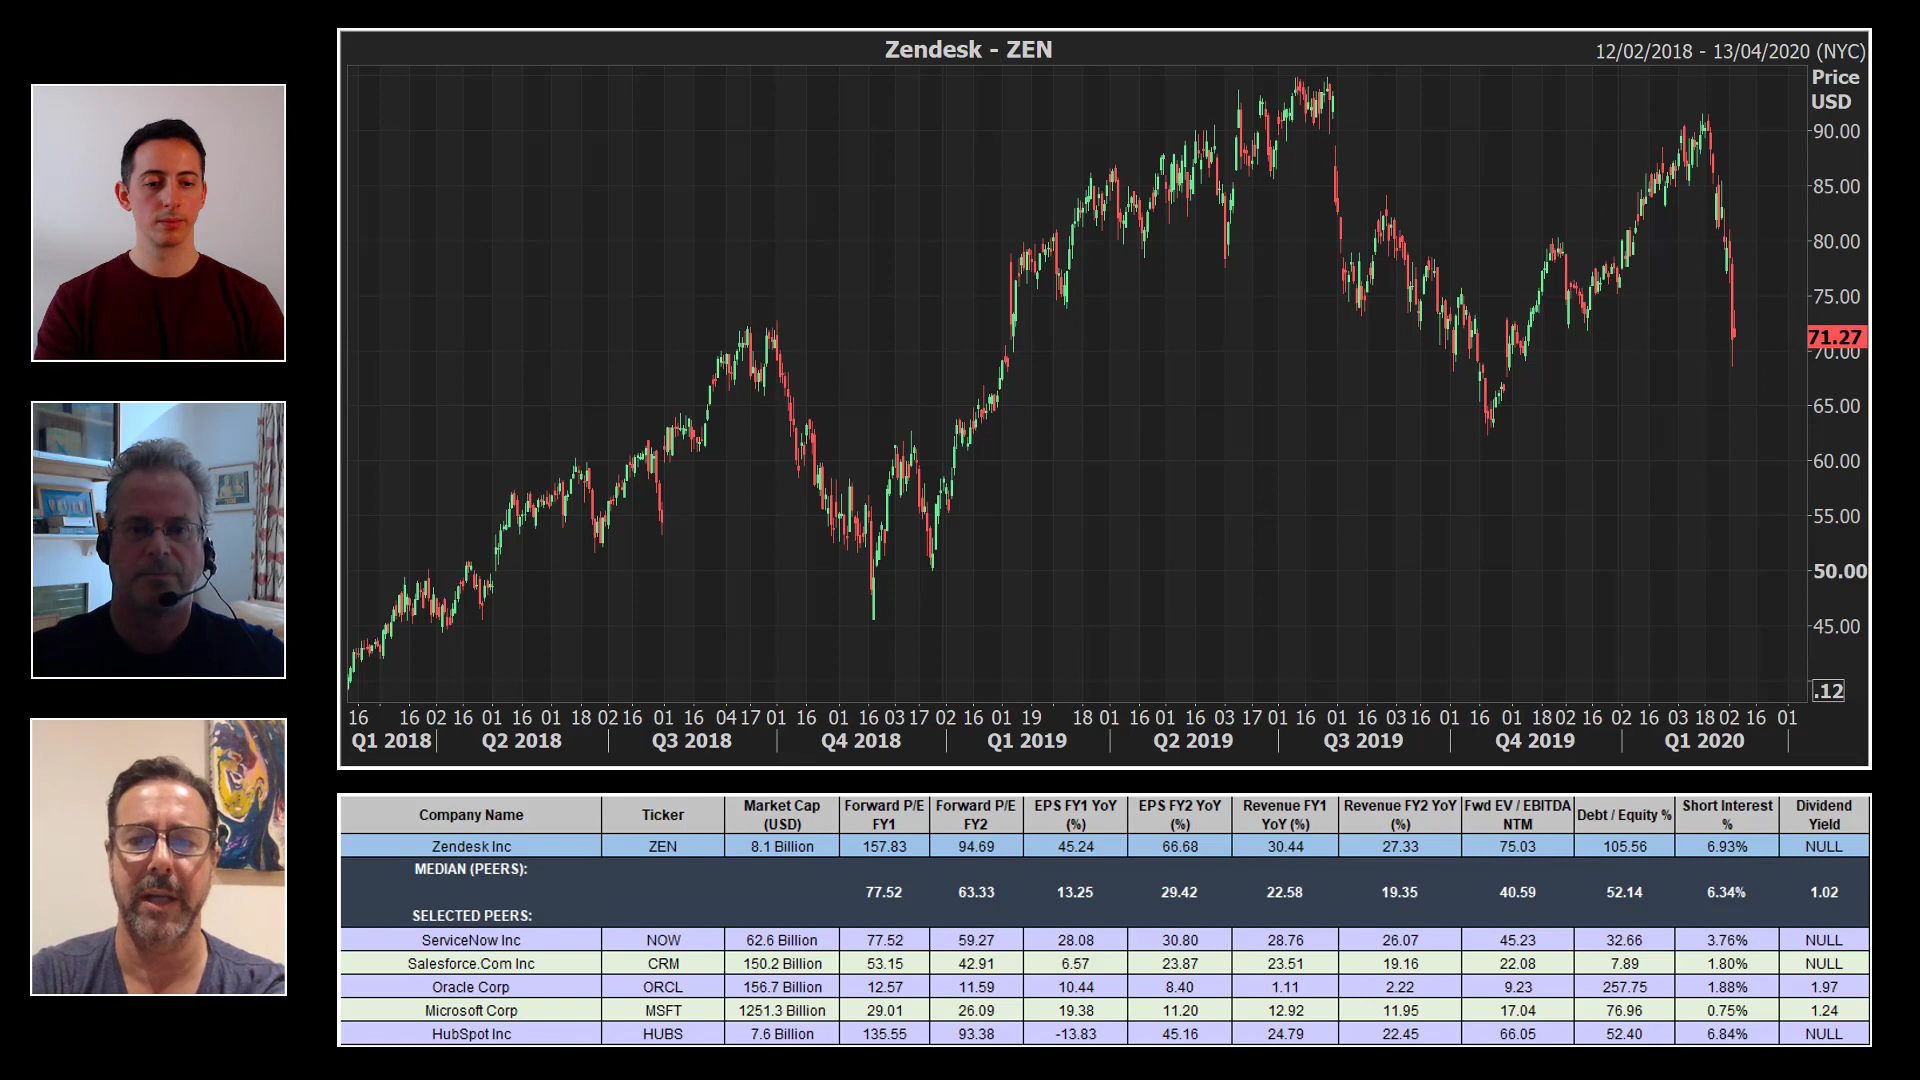 Zendesk - ZEN
12/02/2018 - 13/04/2020 (NYC)
Price
USD
90.00
85.00
80.00
75.00
71.27
70.00
65.00
60.00
55.00
50.00
45.00
.12
16 16 02 16 01 16 01 18 02 16 01 16 04 17 01 16 01 16 03 17 02 16 01 19 18 01 16 01 16 03 17 01 16 01 16 03 16 01 16 01 18 02 16 02 16 03 18 02 16 01
Q1 2018 Q2 2018 Q3 2018 Q4 2018 Q1 2019 Q2 2019 Q3 2019 Q4 2019 Q1 2020
Company Name Ticker Market Cap (USD) Forward P/E FY1 Forward P/E FY2 EPS FY1 YoY (%) EPS FY2 YoY (%) Revenue FY1 YoY (%) Revenue FY2 YoY (%) Fwd EV / EBITDA NTM Debt / Equity % Short Interest % Dividend Yield
Zendesk Inc ZEN 8.1 Billion 157.83 94.69 45.24 66.68 30.44 27.33 75.03 105.56 6.93% NULL
MEDIAN (PEERS):
77.52 63.33 13.25 29.42 22.58 19.35 40.59 52.14 6.34% 1.02
SELECTED PEERS:
ServiceNow Inc NOW 62.6 Billion 77.52 59.27 28.08 30.80 28.76 26.07 45.23 32.66 3.76% NULL
Salesforce.Com Inc CRM 150.2 Billion 53.15 42.91 6.57 23.87 23.51 19.16 22.08 7.89 1.80% NULL
Oracle Corp ORCL 156.7 Billion 12.57 11.59 10.44 8.40 1.11 2.22 9.23 257.75 1.88% 1.97
Microsoft Corp MSFT 1251.3 Billion 29.01 26.09 19.38 11.20 12.92 11.95 17.04 76.96 0.75% 1.24
HubSpot Inc HUBS 7.6 Billion 135.55 93.38 -13.83 45.16 24.79 22.45 66.05 52.40 6.84% NULL